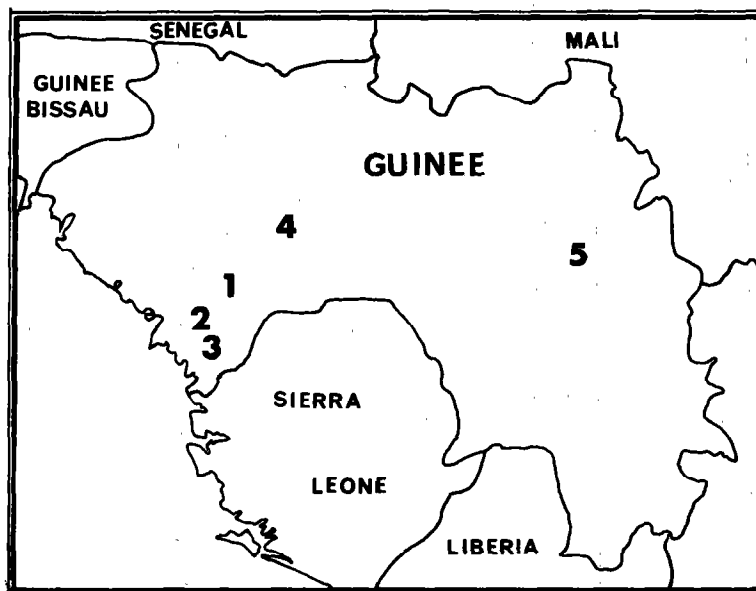 SENEGAL
MALI
GUINEE
BISSAU
GUINEE
4
5
1
2
3
SIERRA
LEONE
LIBERIA